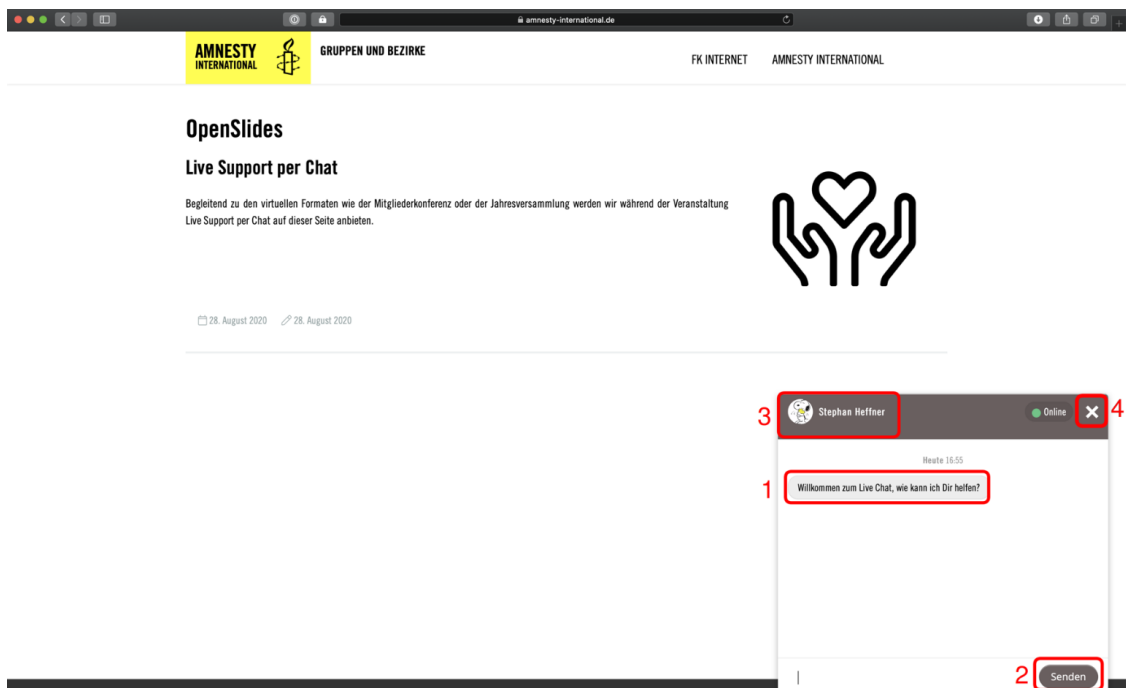 amnesty-international.de
AMNESTY
INTERNATIONAL
GRUPPEN UND BEZIRKE
FK INTERNET
AMNESTY INTERNATIONAL
OpenSlides
Live Support per Chat
Begleitend zu den virtuellen Formaten wie der Mitgliederkonferenz oder der Jahresversammlung werden wir während der Veranstaltung
Live Support per Chat auf dieser Seite anbieten.
28. August 2020
28. August 2020
3
Stephan Heffner
Online
4
Heute 16:55
1
Willkommen zum Live Chat, wie kann ich Dir helfen?
2
Senden